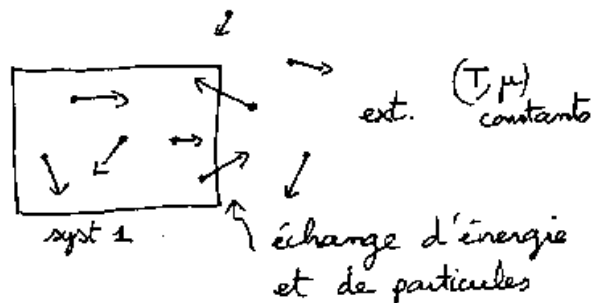 (T, μ)
ext. constants
syst 1
échange d'énergie
et de particules